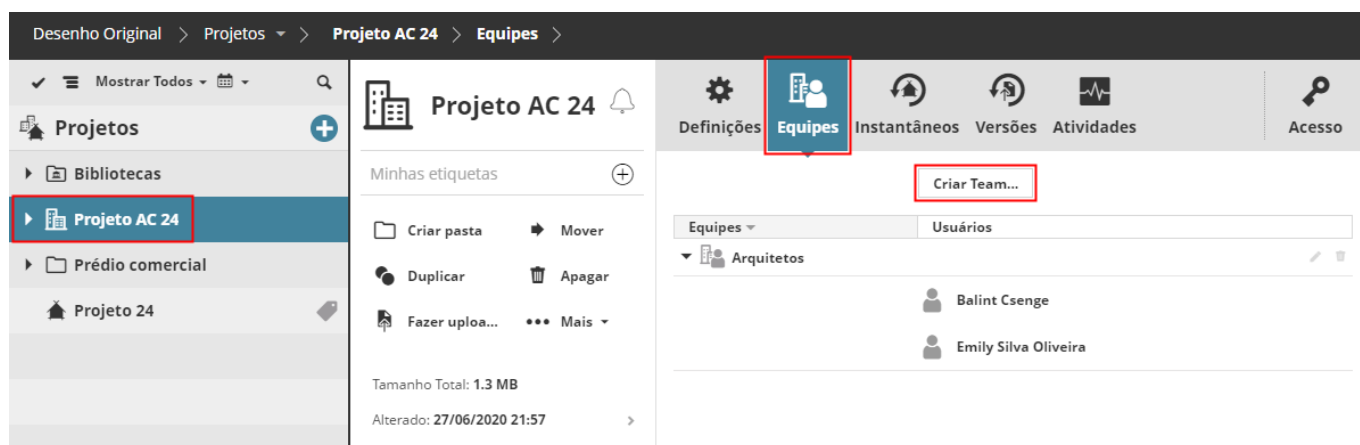 Desenho Original > Projetos > Projeto AC 24 > Equipes >
Mostrar Todos
Projetos
Bibliotecas
Projeto AC 24
Prédio comercial
Projeto 24
Projeto AC 24
Minhas etiquetas
Criar pasta Mover
Duplicar Apagar
Fazer uploa... Mais
Tamanho Total: 1.3 MB
Alterado: 27/06/2020 21:57 >
Definições Equipes Instantâneos Versões Atividades Acesso
Criar Team...
Equipes Usuários
Arquitetos
Balint Csenge
Emily Silva Oliveira